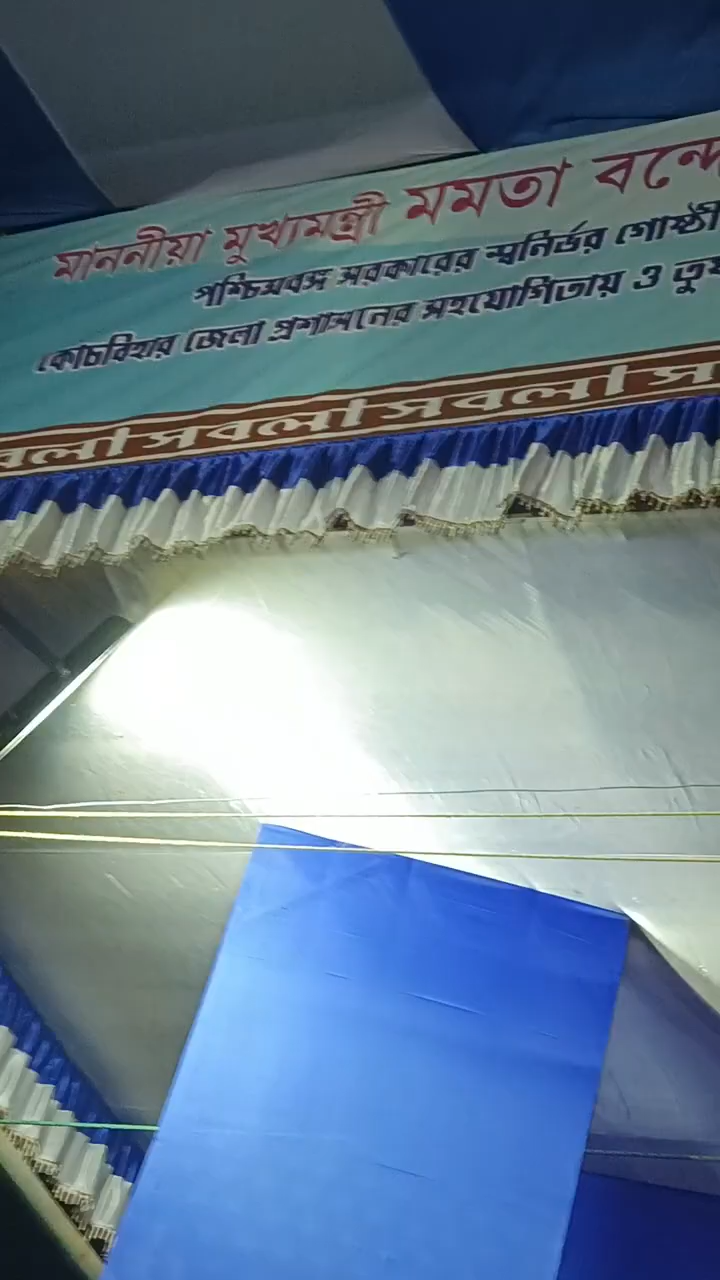 মাননীয়া মুখ্যমন্ত্রী মমতা বন্দে
পশ্চিমবঙ্গ সরকারের স্বনির্ভর গোষ্ঠী
কোচবিহার জেলা প্রশাসনের সহযোগিতায় ও তুফ
বলা সবলা সবলা স